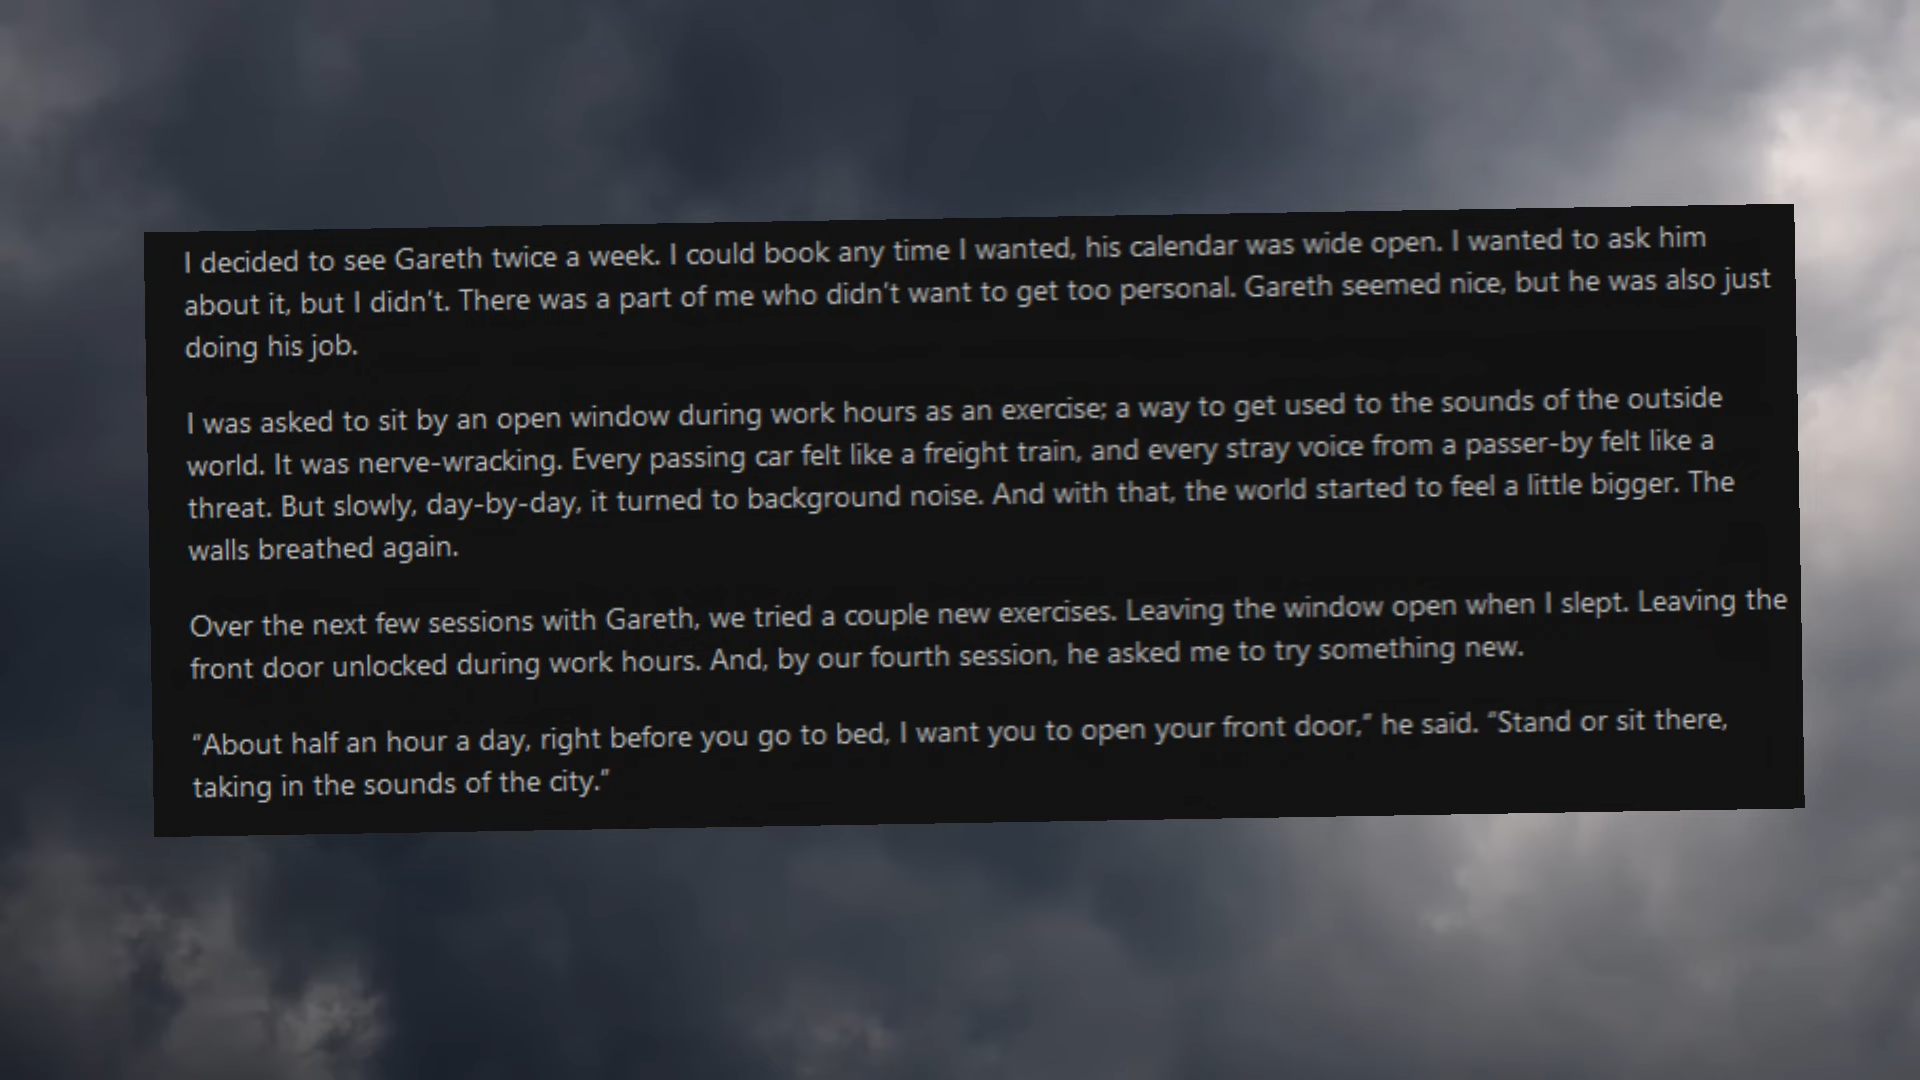 I decided to see Gareth twice a week. I could book any time I wanted, his calendar was wide open. I wanted to ask him
about it, but I didn’t. There was a part of me who didn’t want to get too personal. Gareth seemed nice, but he was also just
doing his job.
I was asked to sit by an open window during work hours as an exercise; a way to get used to the sounds of the outside
world. It was nerve-wracking. Every passing car felt like a freight train, and every stray voice from a passer-by felt like a
threat. But slowly, day-by-day, it turned to background noise. And with that, the world started to feel a little bigger. The
walls breathed again.
Over the next few sessions with Gareth, we tried a couple new exercises. Leaving the window open when I slept. Leaving the
front door unlocked during work hours. And, by our fourth session, he asked me to try something new.
“About half an hour a day, right before you go to bed, I want you to open your front door,” he said. “Stand or sit there,
taking in the sounds of the city.”